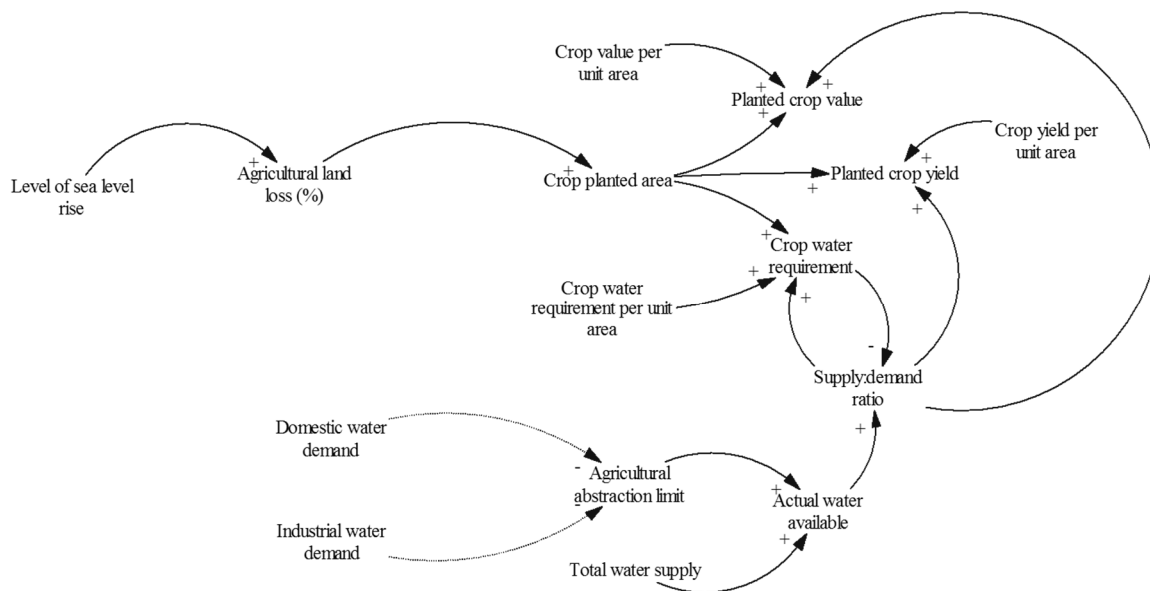 Crop value per
unit area
+
+
+
Planted crop value
Crop yield per
unit area
+
Planted crop yield
+
+
Level of sea level
rise
+
Agricultural land
loss (%)
+
Crop planted area
+
Crop water
requirement
+
+
Crop water
requirement per unit
area
-
Supply:demand
ratio
+
Domestic water
demand
-
Agricultural
abstraction limit
-
Industrial water
demand
+
Actual water
available
+
Total water supply